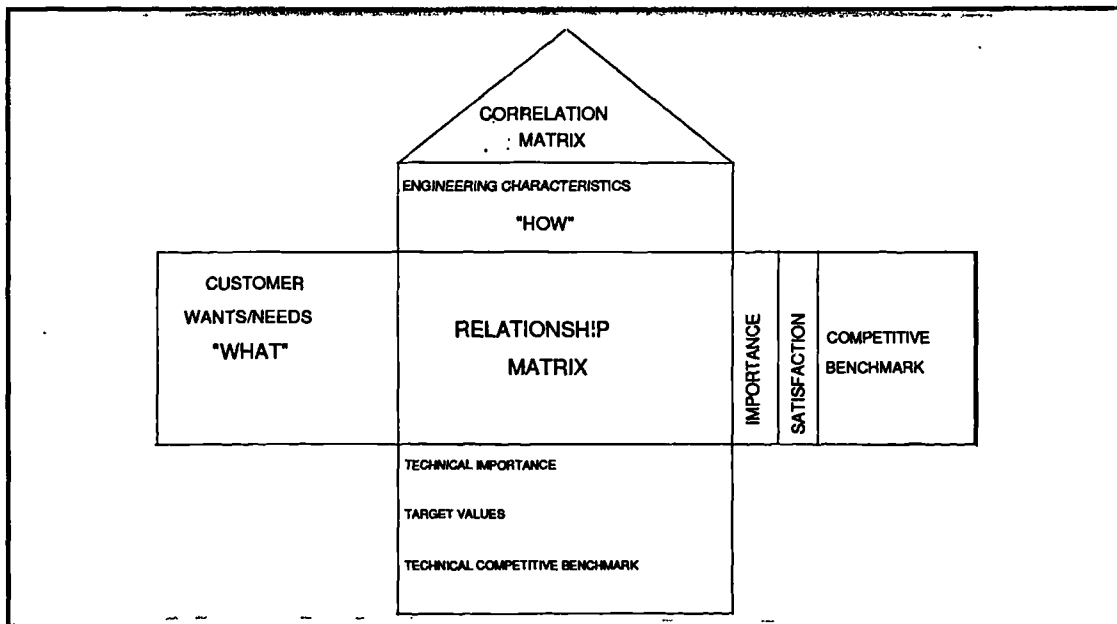 CORRELATION
MATRIX
ENGINEERING CHARACTERISTICS
"HOW"
CUSTOMER
WANTS/NEEDS
"WHAT"
RELATIONSHIP
MATRIX
IMPORTANCE
SATISFACTION
COMPETITIVE
BENCHMARK
TECHNICAL IMPORTANCE
TARGET VALUES
TECHNICAL COMPETITIVE BENCHMARK